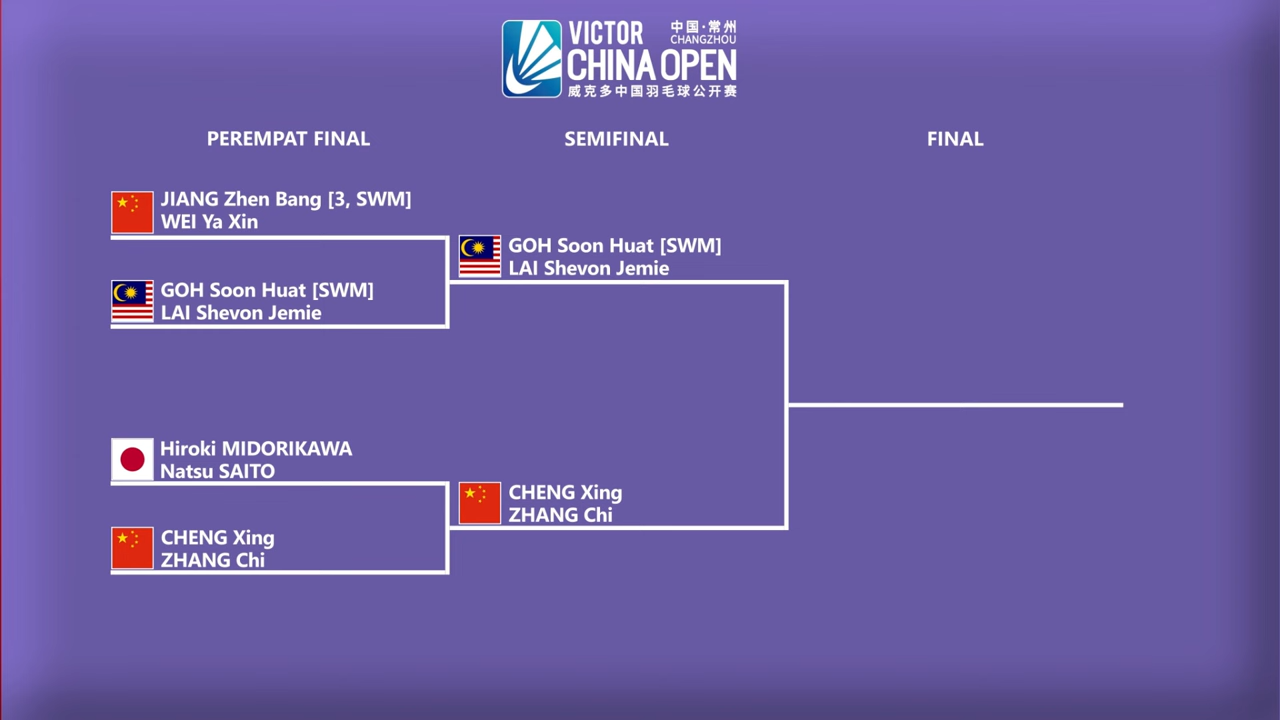 VICTOR
中国·常州
CHANGZHOU
CHINA OPEN
威克多中国羽毛球公开赛
PEREMPAT FINAL
SEMIFINAL
FINAL
JIANG Zhen Bang [3, SWM]
WEI Ya Xin
GOH Soon Huat [SWM]
LAI Shevon Jemie
GOH Soon Huat [SWM]
LAI Shevon Jemie
Hiroki MIDORIKAWA
Natsu SAITO
CHENG Xing
ZHANG Chi
CHENG Xing
ZHANG Chi